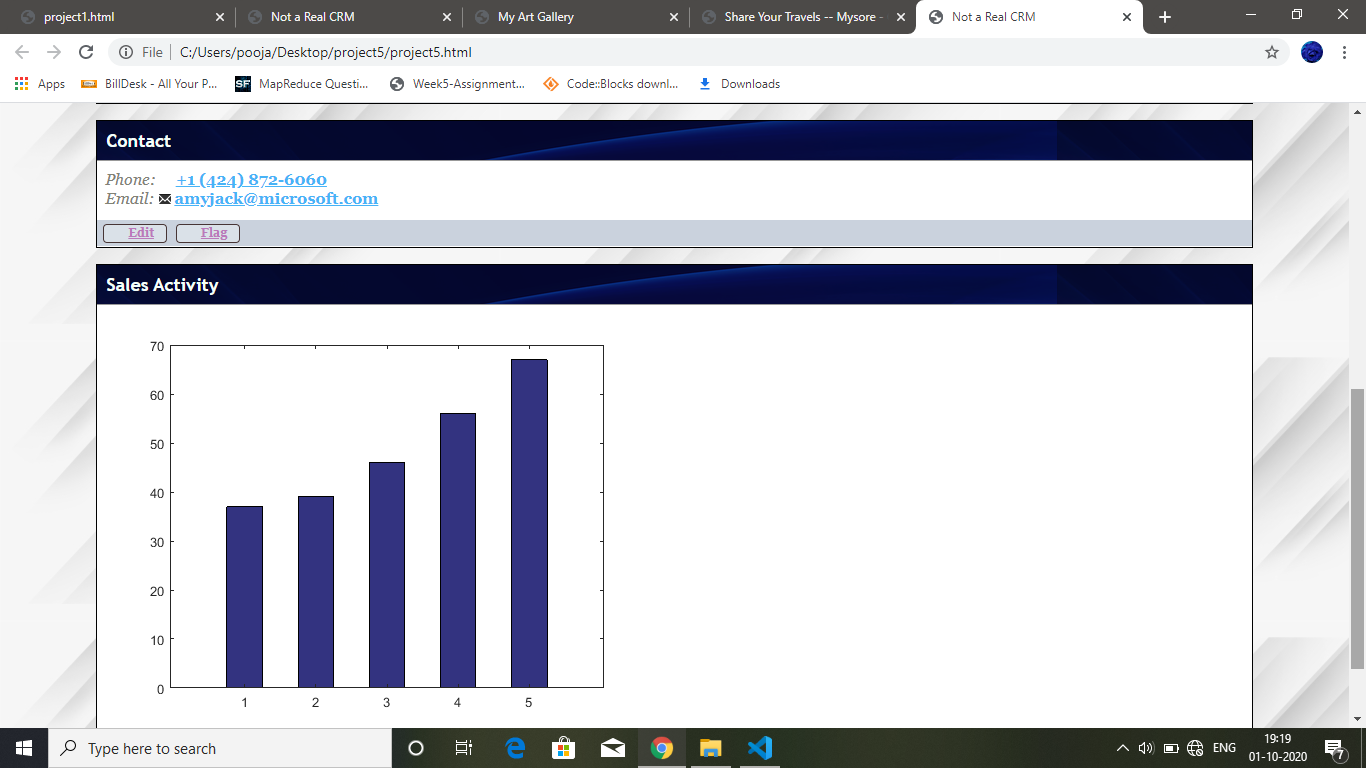 project1.html Not a Real CRM My Art Gallery Share Your Travels -- Mysore - Not a Real CRM
File C:/Users/pooja/Desktop/project5/project5.html
Apps BillDesk - All Your P... SF MapReduce Questi... Week5-Assignment... Code::Blocks downl... Downloads
Contact
Phone: +1 (424) 872-6060
Email: amyjack@microsoft.com
Edit Flag
Sales Activity
70
60
50
40
30
20
10
0
1 2 3 4 5
Type here to search ENG 19:19
01-10-2020 7